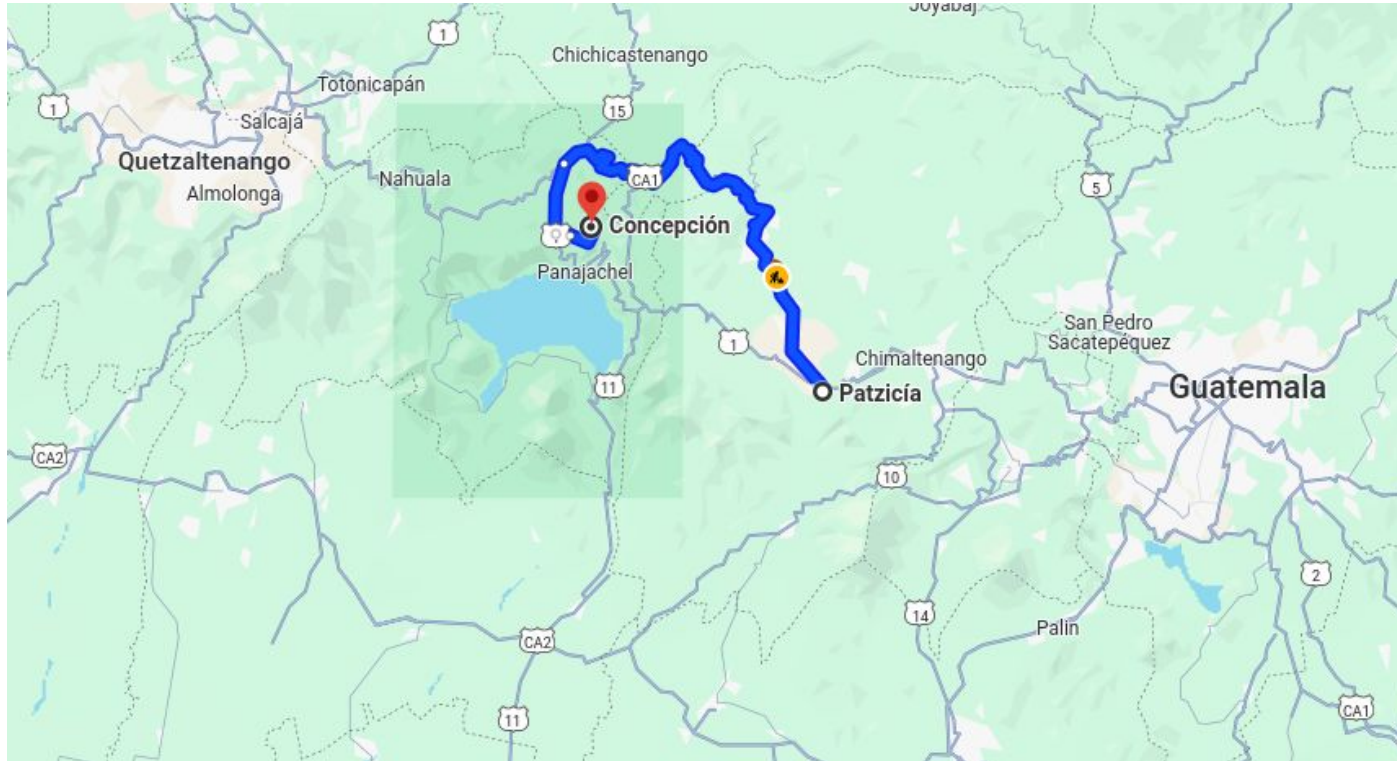 Joyabaj
1
Chichicastenango
Totonicapán
1
15
Salcajá
Quetzaltenango
Nahuala
CA1
5
Almolonga
Concepción
Panajachel
San Pedro
Sacatepéquez
1
Chimaltenango
11
Patzicía
Guatemala
CA2
10
2
14
Palin
CA2
11
CA1